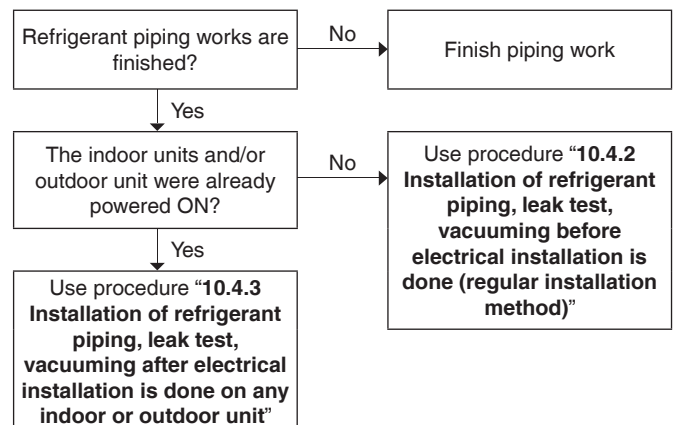 Refrigerant piping works are
finished?
No
Finish piping work
Yes
The indoor units and/or
outdoor unit were already
powered ON?
No
Use procedure “10.4.2
Installation of refrigerant
piping, leak test,
vacuuming before
electrical installation is
done (regular installation
method)”
Yes
Use procedure “10.4.3
Installation of refrigerant
piping, leak test,
vacuuming after electrical
installation is done on any
indoor or outdoor unit”